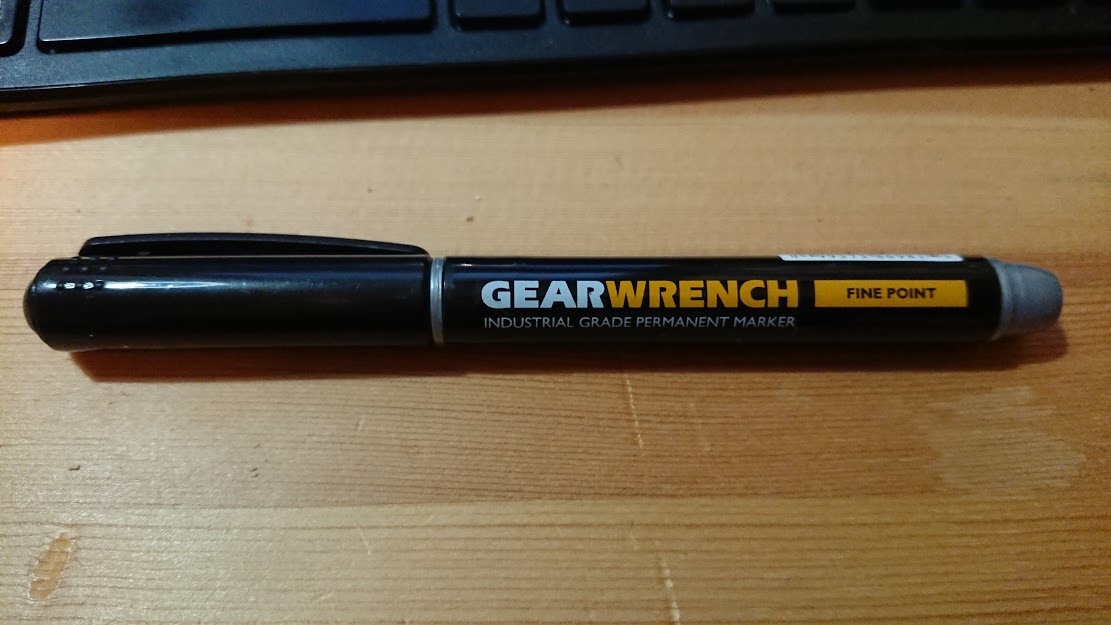 GEARWRENCH FINE POINT
INDUSTRIAL GRADE PERMANENT MARKER